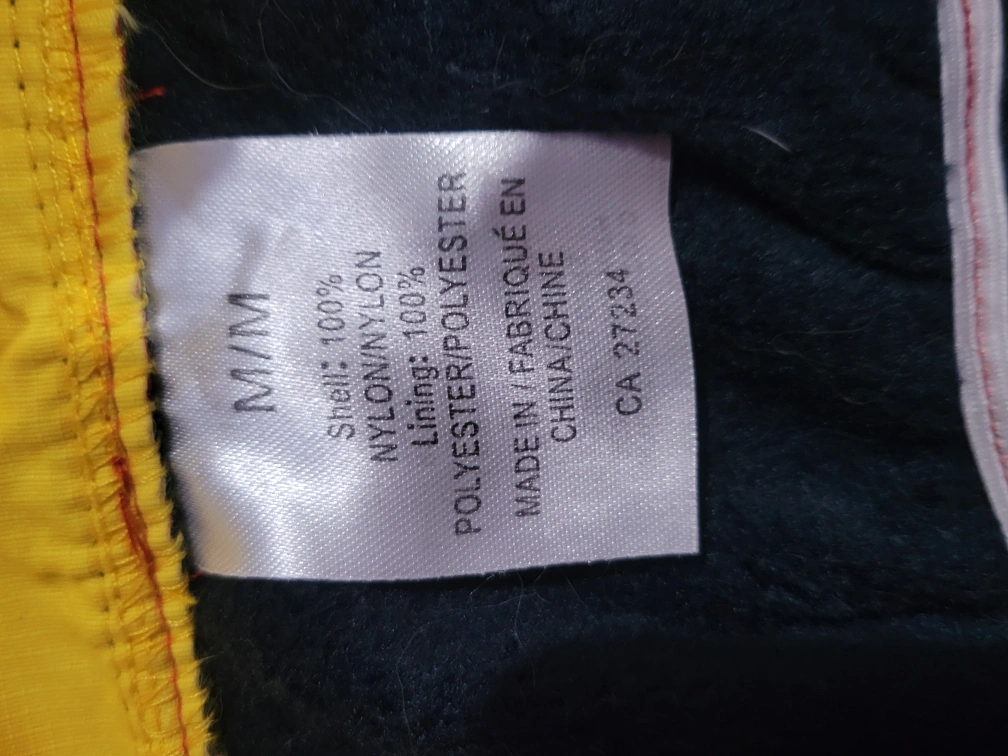 M/M
Shell: 100%
NYLON/NYLON
Lining: 100%
POLYESTER/POLYESTER
MADE IN / FABRIQUÉ EN
CHINA/CHINE
CA 27234